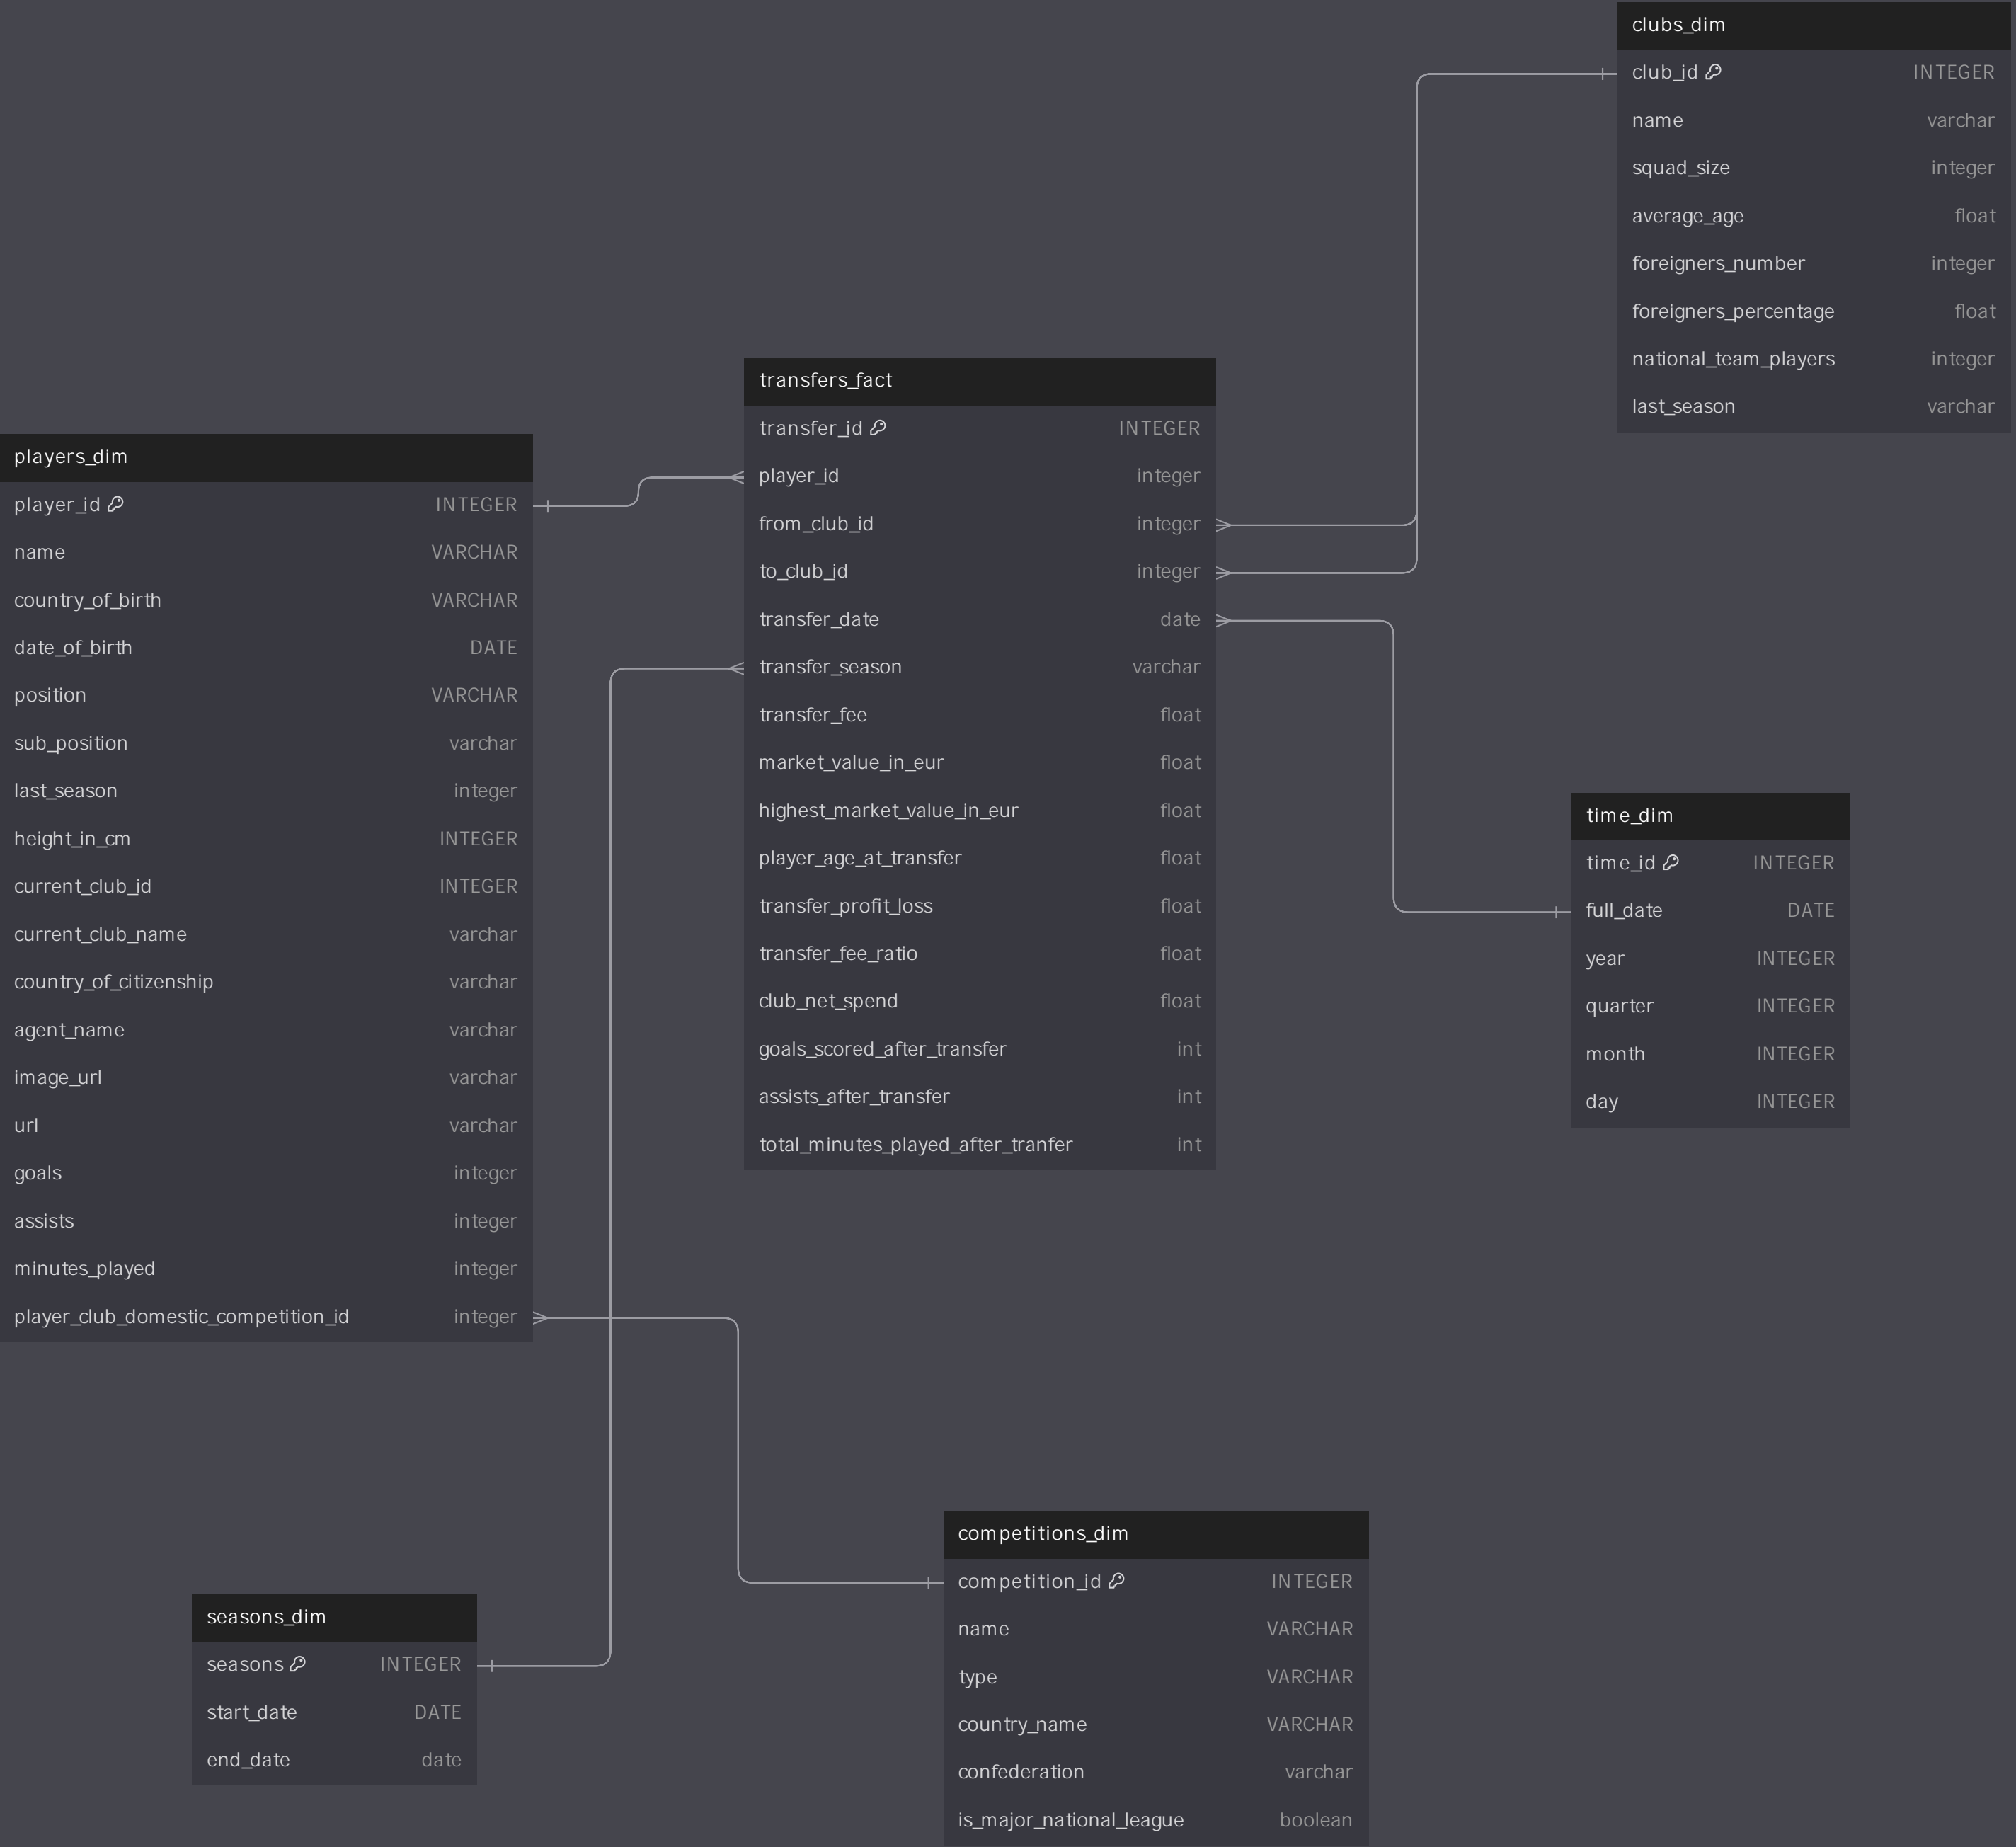 clubs_dim
club_id INTEGER
name varchar
squad_size integer
average_age float
foreigners_number integer
foreigners_percentage float
national_team_players integer
last_season varchar
transfers_fact
transfer_id INTEGER
player_id integer
from_club_id integer
to_club_id integer
transfer_date date
transfer_season varchar
transfer_fee float
market_value_in_eur float
highest_market_value_in_eur float
player_age_at_transfer float
transfer_profit_loss float
transfer_fee_ratio float
club_net_spend float
goals_scored_after_transfer int
assists_after_transfer int
total_minutes_played_after_tranfer int
players_dim
player_id INTEGER
name VARCHAR
country_of_birth VARCHAR
date_of_birth DATE
position VARCHAR
sub_position varchar
last_season integer
height_in_cm INTEGER
current_club_id INTEGER
current_club_name varchar
country_of_citizenship varchar
agent_name varchar
image_url varchar
url varchar
goals integer
assists integer
minutes_played integer
player_club_domestic_competition_id integer
time_dim
time_id INTEGER
full_date DATE
year INTEGER
quarter INTEGER
month INTEGER
day INTEGER
competitions_dim
competition_id INTEGER
name VARCHAR
type VARCHAR
country_name VARCHAR
confederation varchar
is_major_national_league boolean
seasons_dim
seasons INTEGER
start_date DATE
end_date date